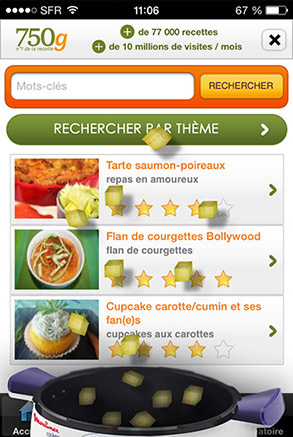 SFR 11:06 67 %
750g
n°1 de la recette
+ de 77 000 recettes
+ de 10 millions de visites / mois
Mots-clés
RECHERCHER
RECHERCHER PAR THÈME
Tarte saumon-poireaux
repas en amoureux
Flan de courgettes Bollywood
flan de courgettes
Cupcake carotte/cumin et ses
fan(e)s
cupcakes aux carottes
Moulinex